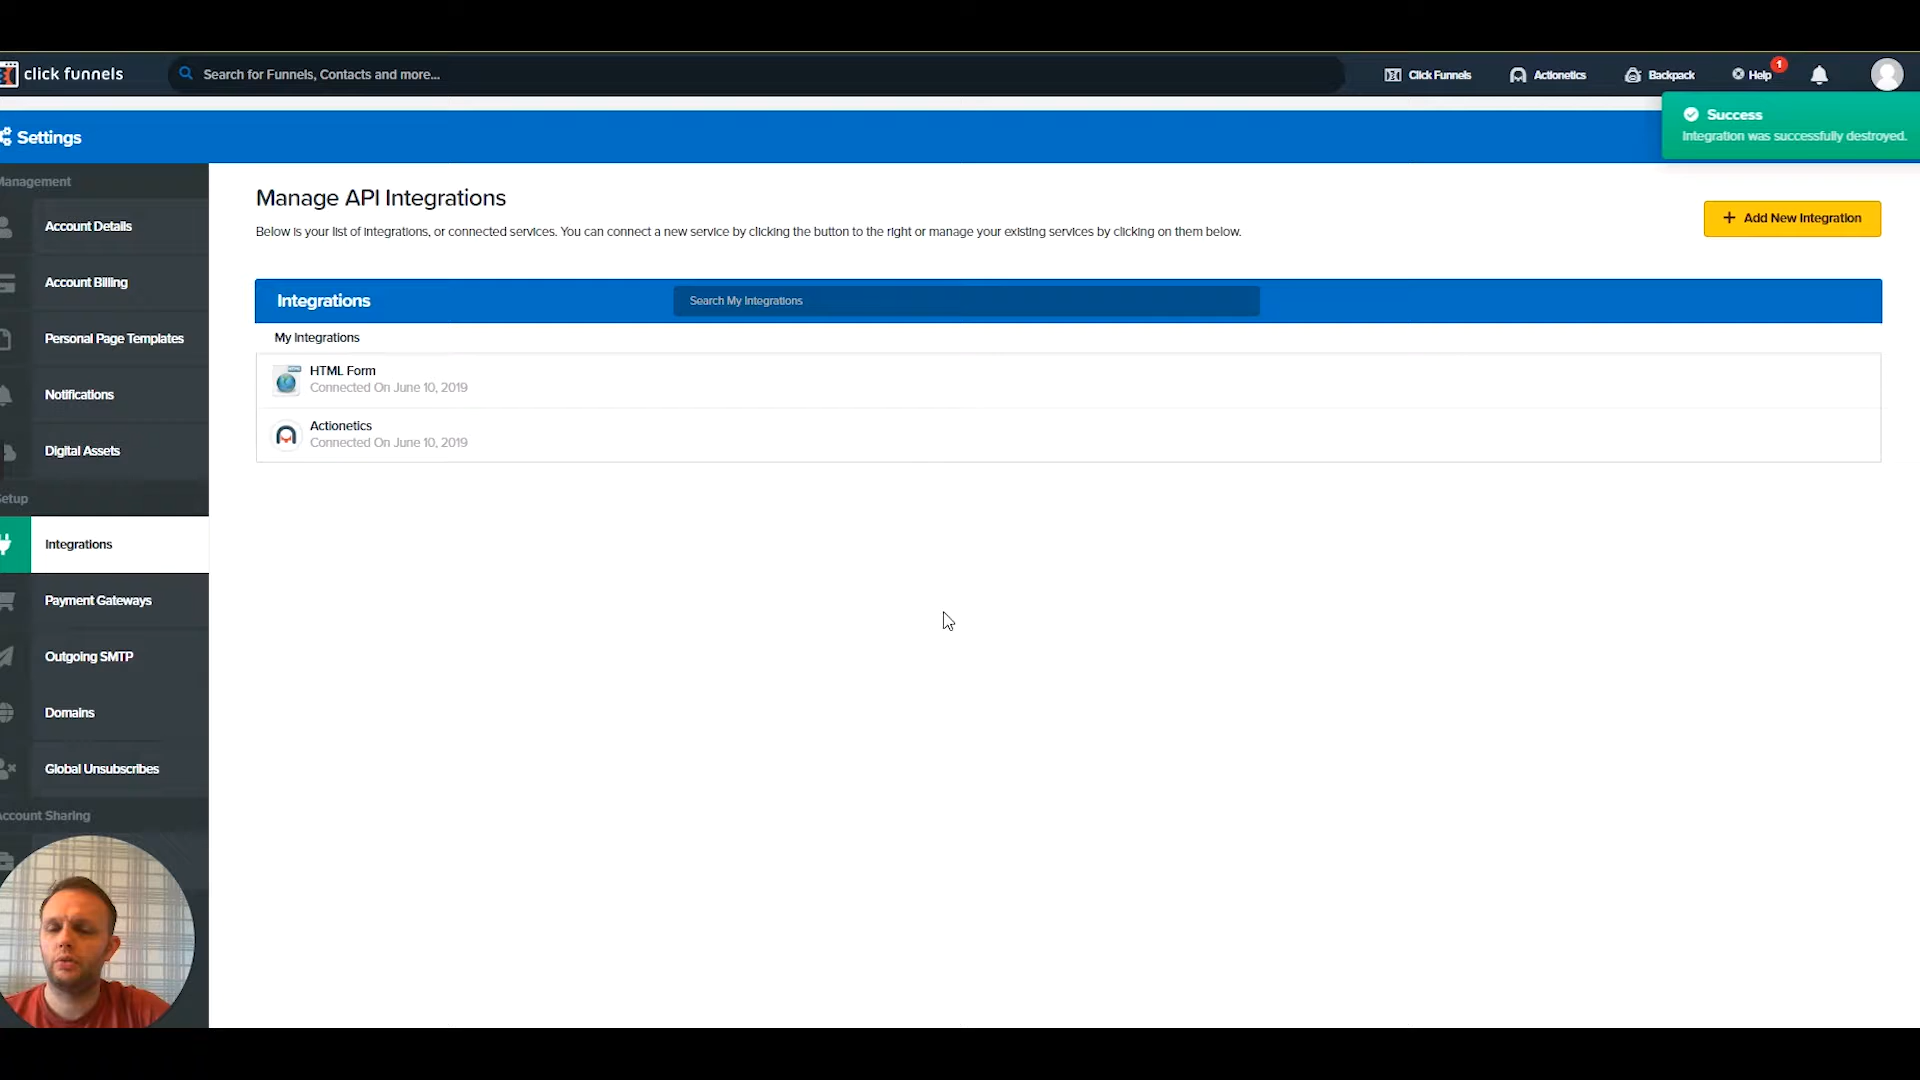 click funnels
Search for Funnels, Contacts and more...
Click Funnels
Actionetics
Backpack
Help
1
Success
Integration was successfully destroyed.
Settings
Management
Account Details
Account Billing
Personal Page Templates
Notifications
Digital Assets
Setup
Integrations
Payment Gateways
Outgoing SMTP
Domains
Global Unsubscribes
Account Sharing
Manage API Integrations
Below is your list of integrations, or connected services. You can connect a new service by clicking the button to the right or manage your existing services by clicking on them below.
+ Add New Integration
Integrations
Search My Integrations
My Integrations
HTML Form
Connected On June 10, 2019
Actionetics
Connected On June 10, 2019